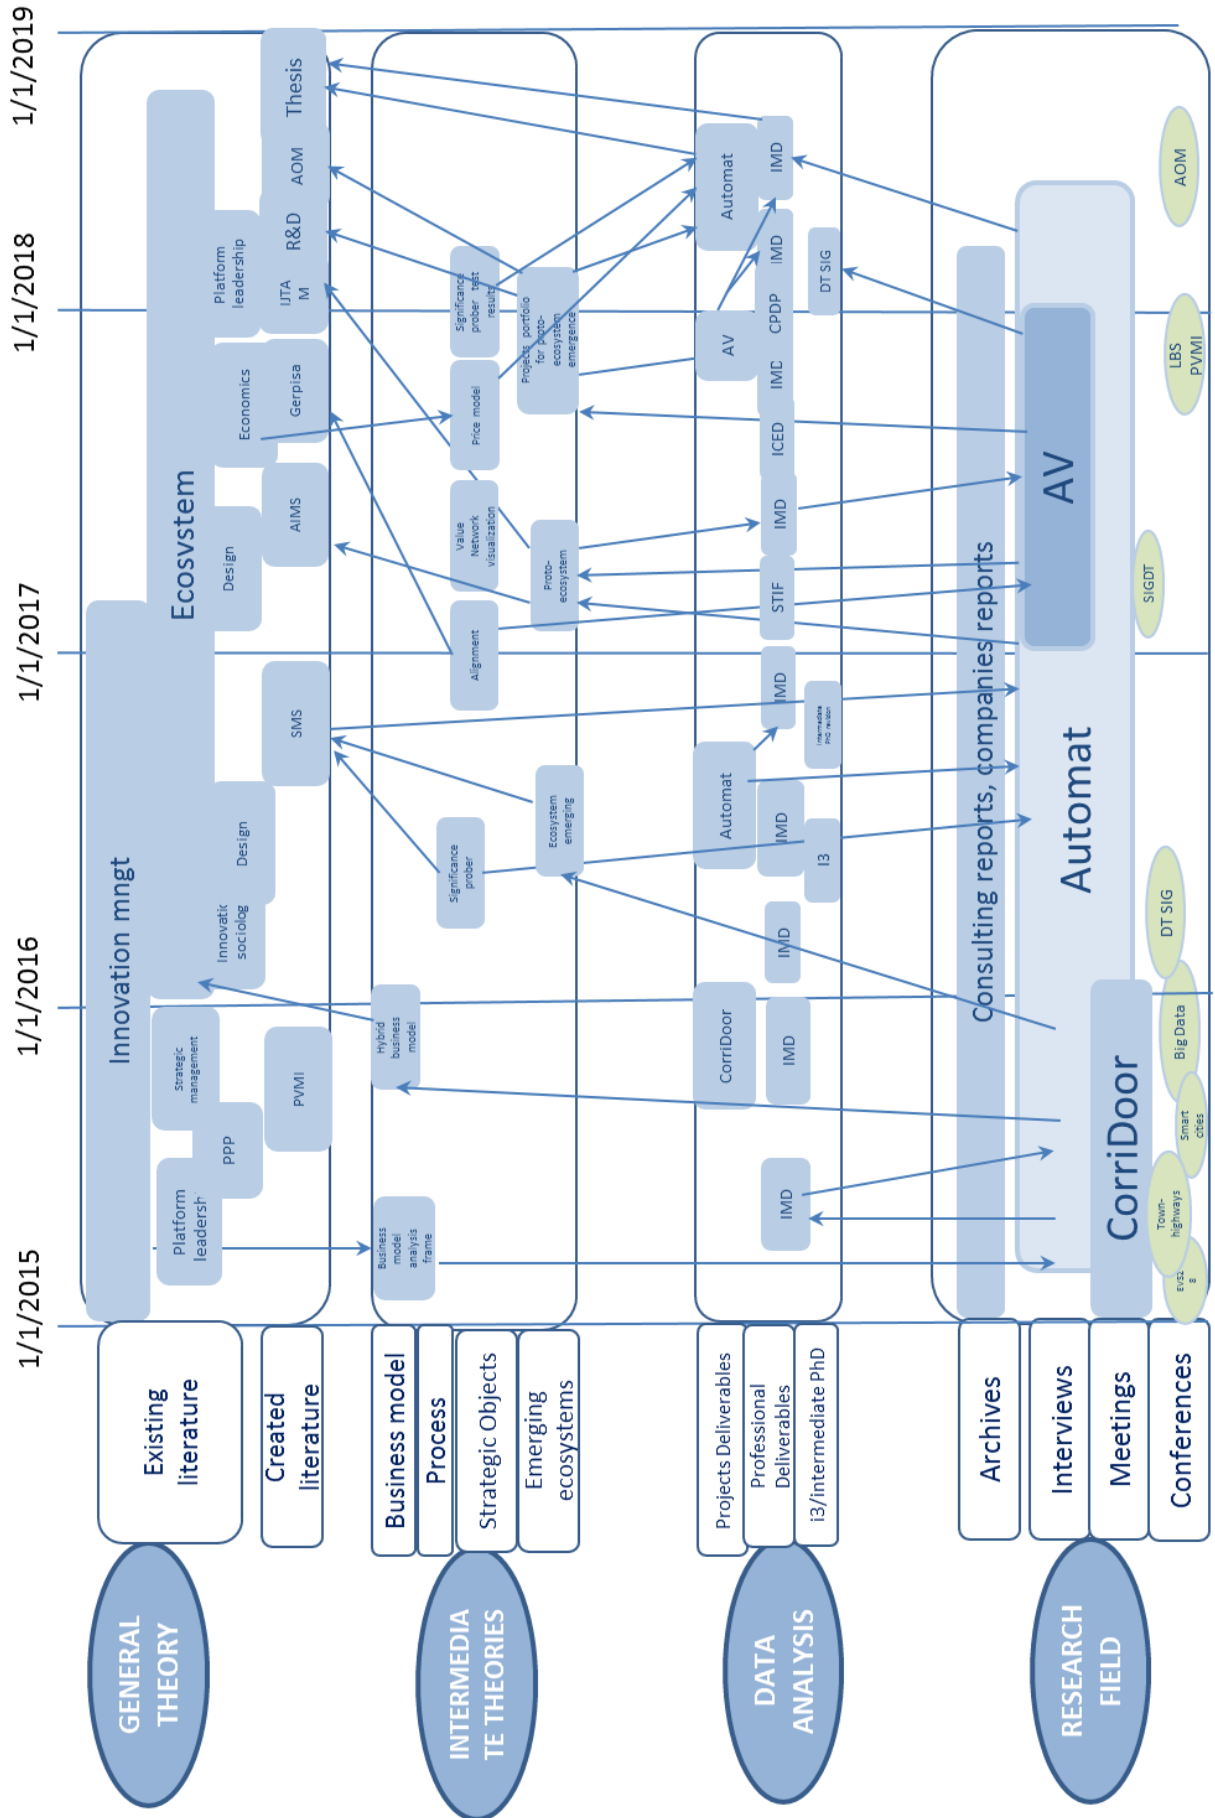 1/1/2015
1/1/2016
1/1/2017
1/1/2018
1/1/2019
GENERAL
THEORY
Existing
literature
Created
literature
Innovation mngt
Ecosystem
Platform
leadersh
PPP
Strategic
management
Innovatic
sociolog
Design
Design
Economics
Platform
leadership
PVMI
SMS
AIMS
Gerpisa
IJTA
M
R&D
AOM
Thesis
INTERMEDIA
TE THEORIES
Business model
Process
Strategic Objects
Emerging
ecosystems
Business
model
analysis
frame
Hybrid
business
model
Significance
prober
Ecosystem
emerging
Alignment
Proto-
ecosystem
Value
Network
visualization
Price model
Significance
prober test
results
Projects portfolio
for proto-
ecosystem
emergence
DATA
ANALYSIS
Projects Deliverables
Professional
Deliverables
i3/intermediate PhD
CorriDoor
Automat
AV
Automat
IMD
IMD
IMD
IMD
IMD
STIF
IMD
ICED
IMD
CPDP
IMD
IMD
I3
Intermediate
PhD revision
DT SIG
RESEARCH
FIELD
Archives
Interviews
Meetings
Conferences
Consulting reports, companies reports
Automat
AV
CorriDoor
EVS2
8
Town-
highways
Smart
cities
Big Data
DT SIG
SIGDT
LBS
PVMI
AOM